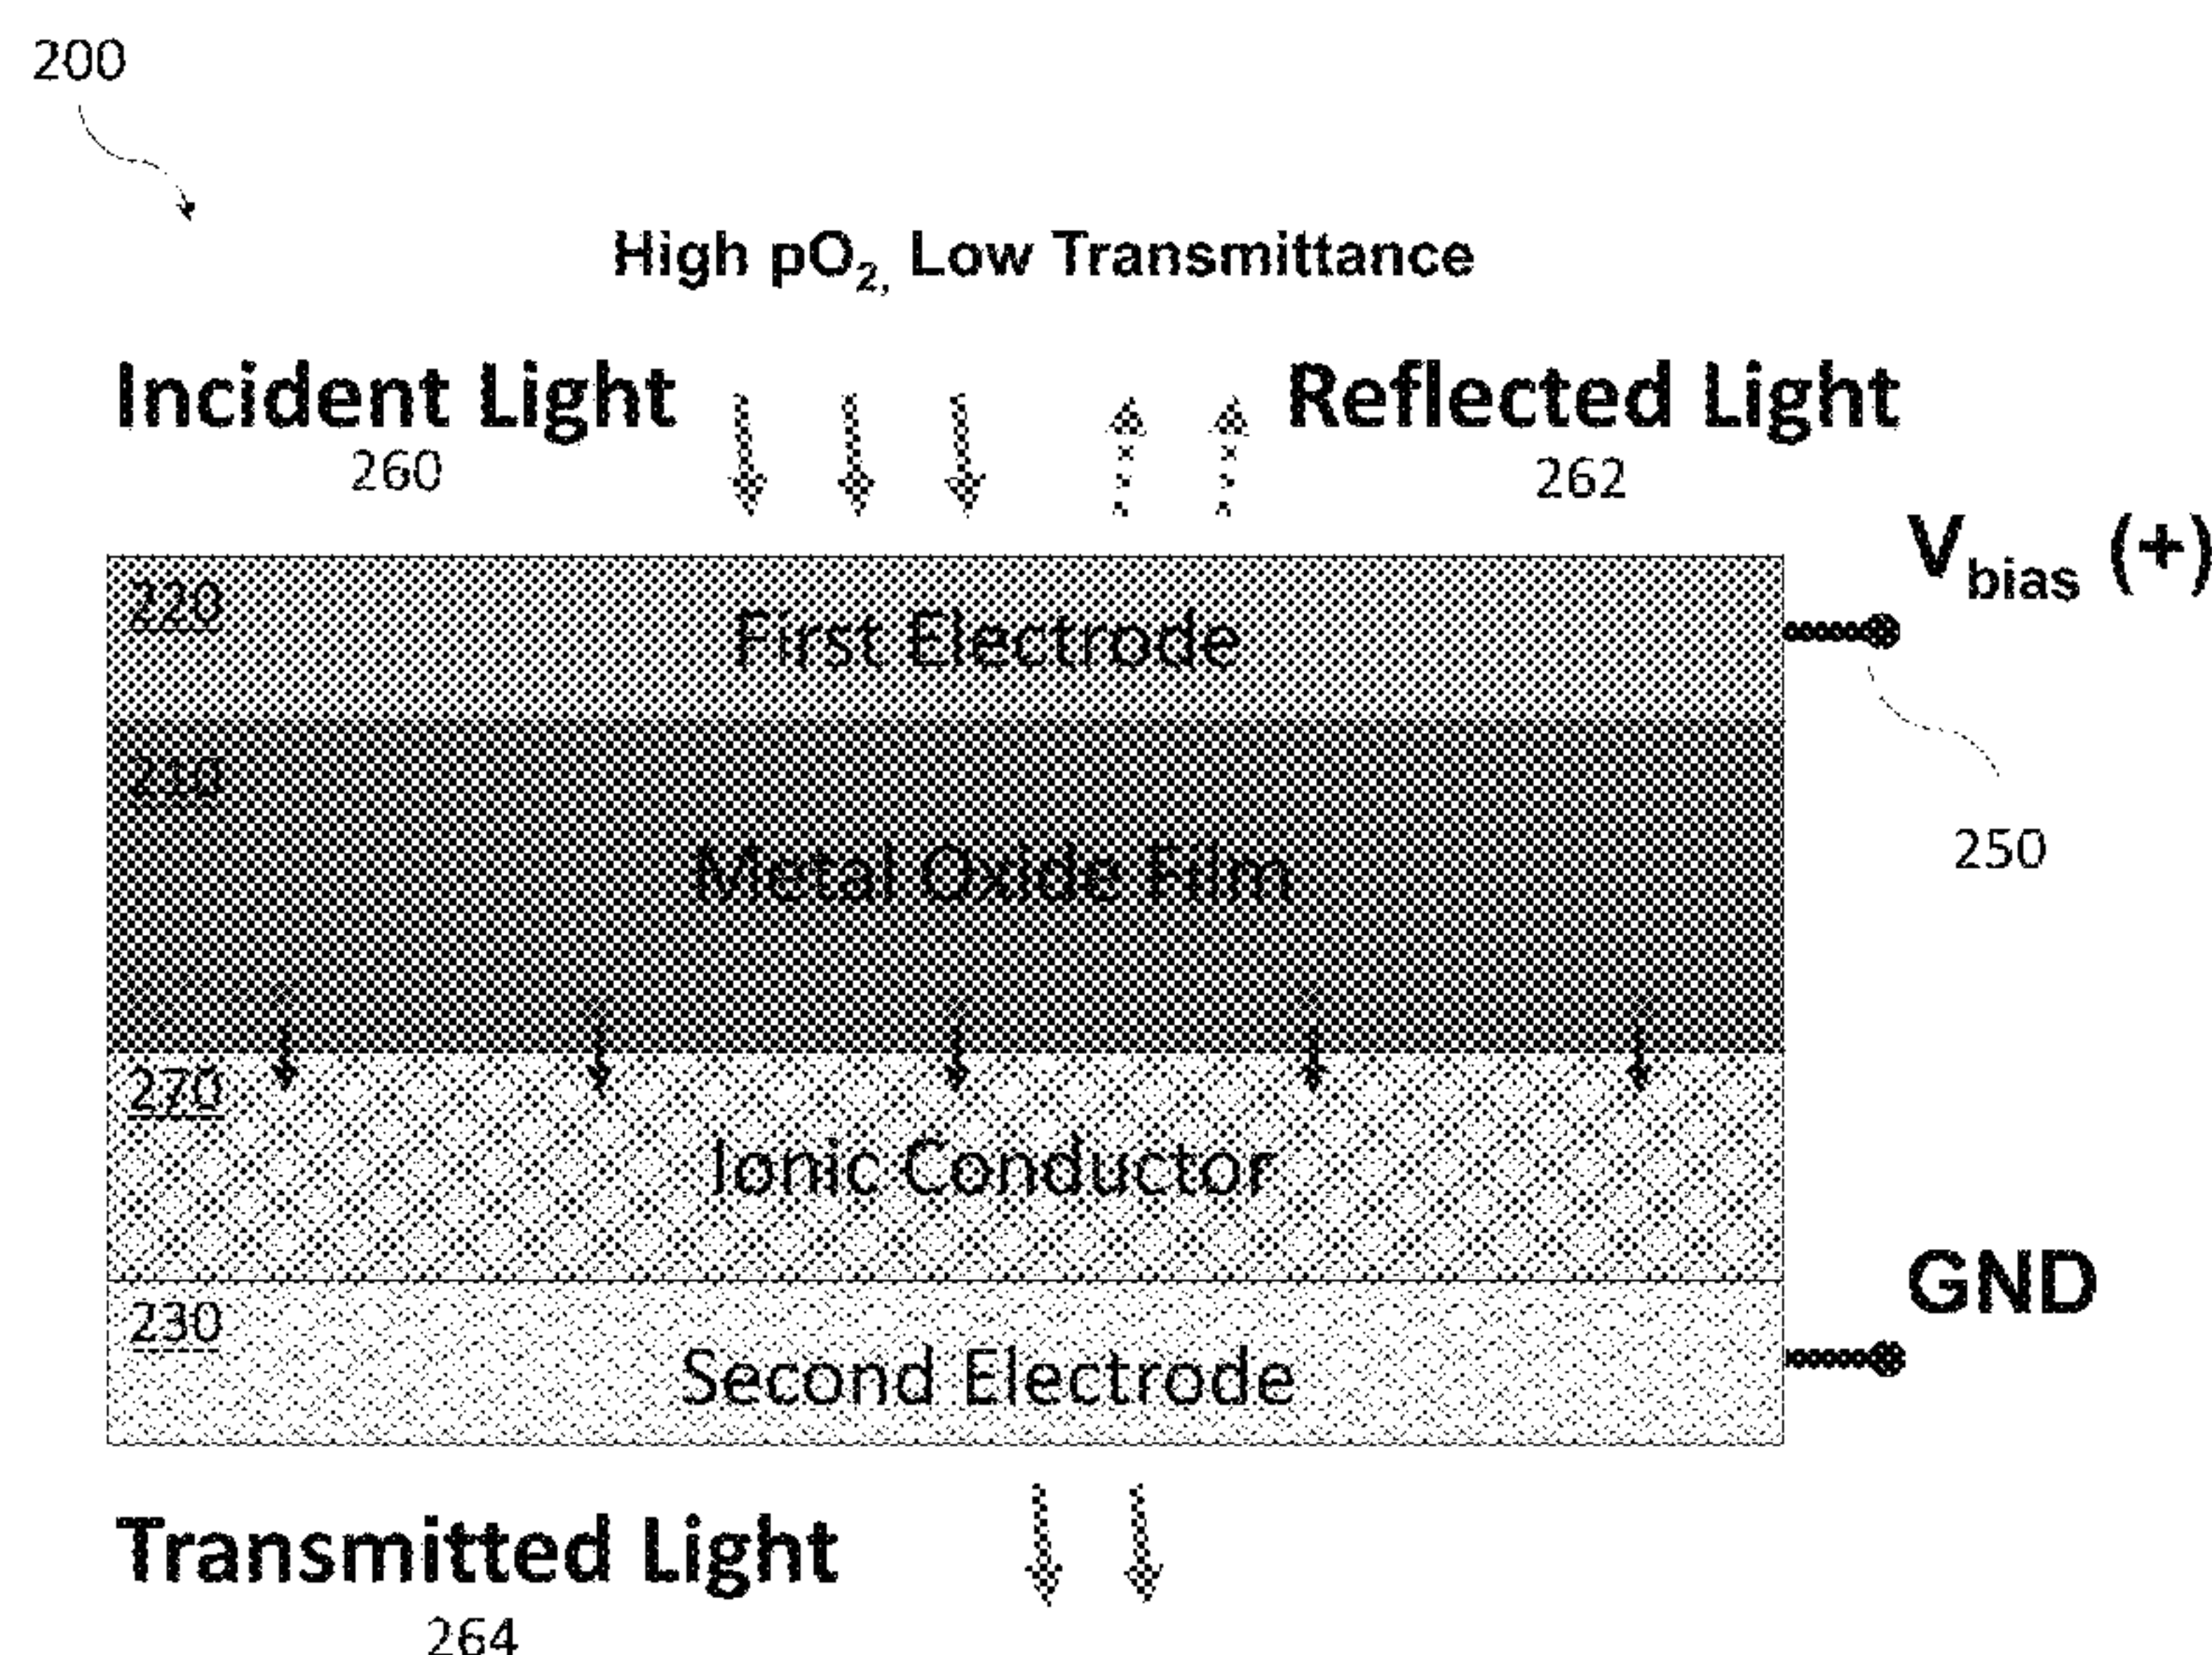 200
High pO₂, Low Transmittance
Incident Light
260
Reflected Light
262
V bias (+)
220
First Electrode
250
210
Metal Oxide Film
270
Ionic Conductor
GND
230
Second Electrode
Transmitted Light
264